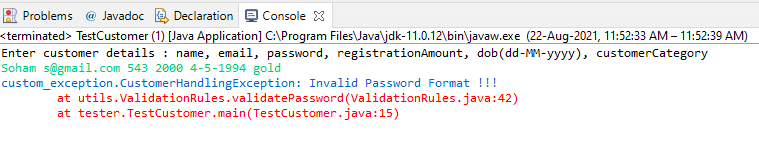 Problems @ Javadoc Declaration Console
<terminated> TestCustomer (1) [Java Application] C:\Program Files\Java\jdk-11.0.12\bin\javaw.exe (22-Aug-2021, 11:52:33 AM – 11:52:39 AM)
Enter customer details : name, email, password, registrationAmount, dob(dd-MM-yyyy), customerCategory
Soham s@gmail.com 543 2000 4-5-1994 gold
custom_exception.CustomerHandlingException: Invalid Password Format !!!
at utils.ValidationRules.validatePassword(ValidationRules.java:42)
at tester.TestCustomer.main(TestCustomer.java:15)